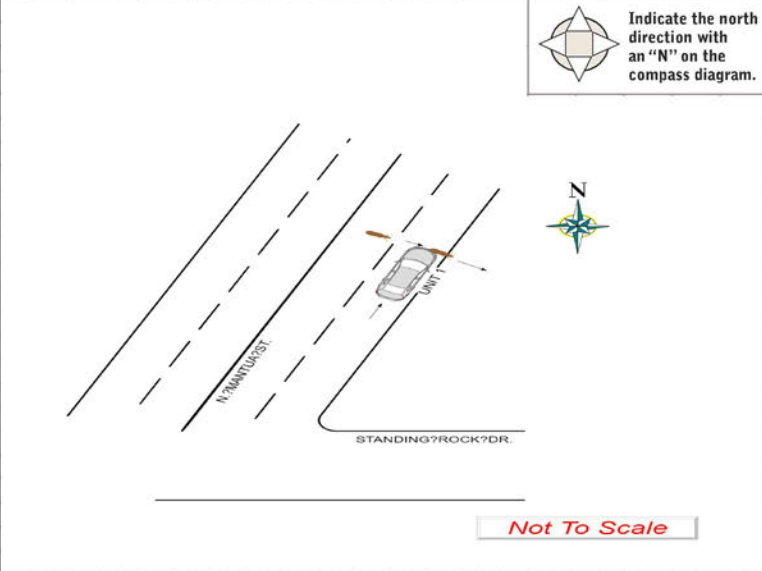 Indicate the north
direction with
an “N” on the
compass diagram.
N
UNIT 1
N.?MANTUA?ST.
STANDING?ROCK?DR.
Not To Scale